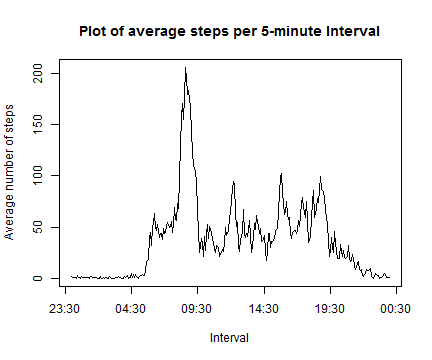 Plot of average steps per 5-minute Interval
Average number of steps
200
150
100
50
0
23:30 04:30 09:30 14:30 19:30 00:30
Interval